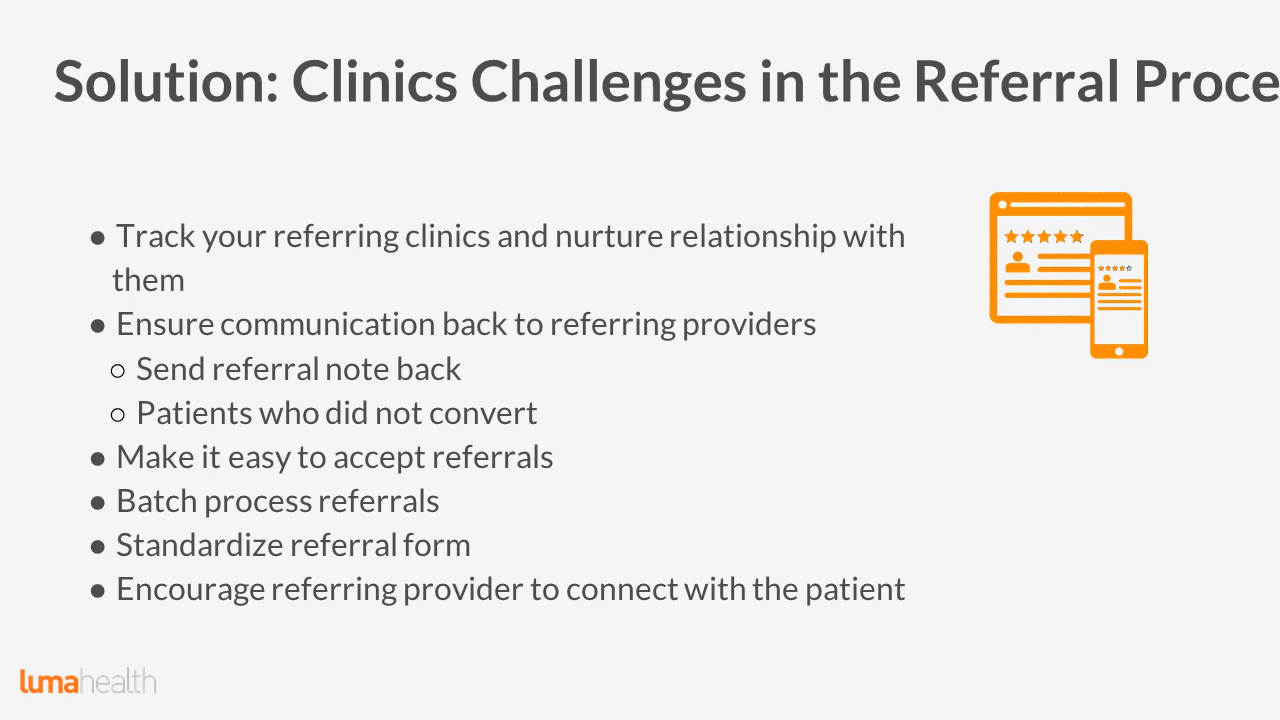 Solution: Clinics Challenges in the Referral Proce
● Track your referring clinics and nurture relationship with
them
● Ensure communication back to referring providers
○ Send referral note back
○ Patients who did not convert
● Make it easy to accept referrals
● Batch process referrals
● Standardize referral form
● Encourage referring provider to connect with the patient
lumahealth